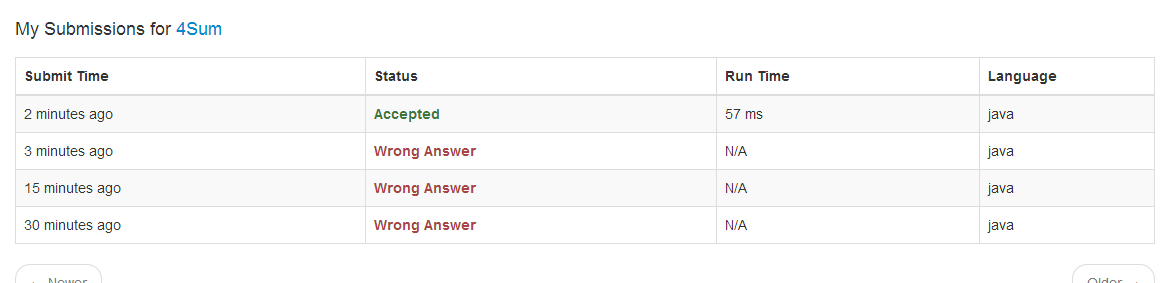 My Submissions for 4Sum
Submit Time Status Run Time Language
2 minutes ago Accepted 57 ms java
3 minutes ago Wrong Answer N/A java
15 minutes ago Wrong Answer N/A java
30 minutes ago Wrong Answer N/A java
← Newer Older →